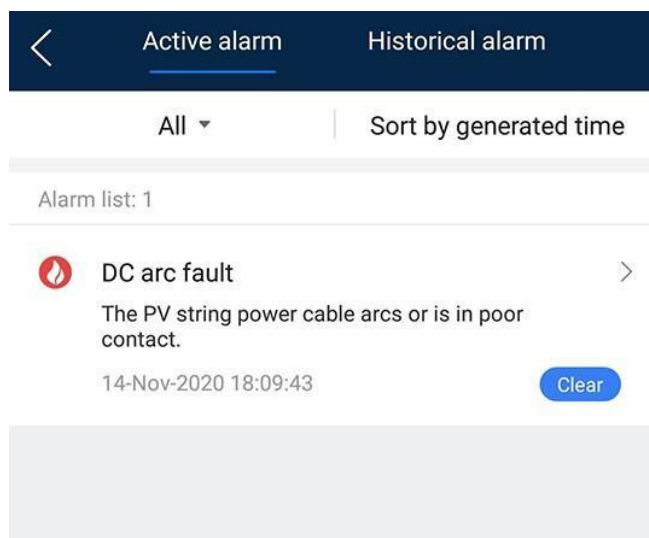 Active alarm Historical alarm
All Sort by generated time
Alarm list: 1
DC arc fault
The PV string power cable arcs or is in poor
contact.
14-Nov-2020 18:09:43 Clear